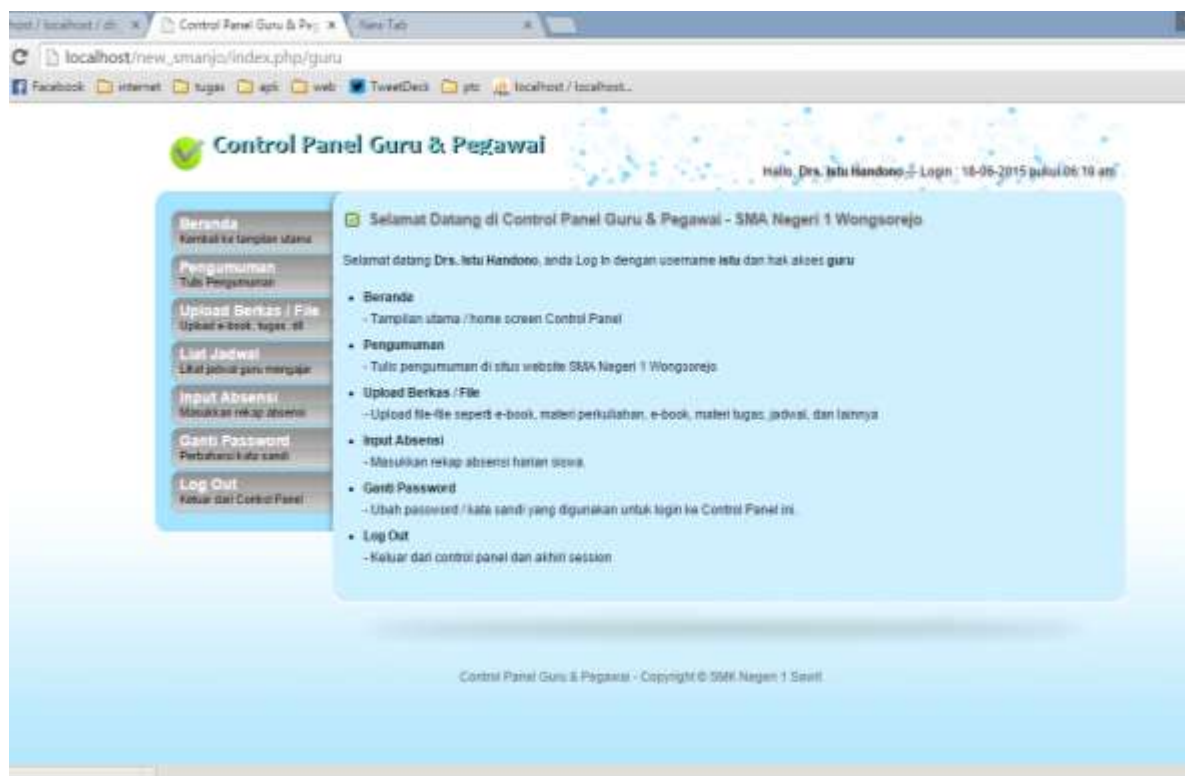 host / localhost / db
Control Panel Guru & Peg
New Tab
localhost/new_smanjo/index.php/guru
Facebook internet tugas apk web TweetDeck ptc localhost / localhost...
Control Panel Guru & Pegawai
Hallo, Drs. Istu Handono - Login : 18-06-2015 pukul 06:19 am
Beranda
Kembali ke tampilan utama
Pengumuman
Tulis Pengumuman
Upload Berkas / File
Upload e-book, tugas, dll
Liat Jadwal
Lihat jadwal guru mengajar
Input Absensi
Masukkan rekap absensi
Ganti Password
Perbaharui kata sandi
Log Out
Keluar dari Control Panel
Selamat Datang di Control Panel Guru & Pegawai - SMA Negeri 1 Wongsorejo
Selamat datang Drs. Istu Handono, anda Log In dengan username istu dan hak akses guru
• Beranda
- Tampilan utama / home screen Control Panel
• Pengumuman
- Tulis pengumuman di situs website SMA Negeri 1 Wongsorejo
• Upload Berkas / File
- Upload file-file seperti e-book, materi perkuliahan, e-book, materi tugas, jadwal, dan lainnya
• Input Absensi
- Masukkan rekap absensi harian siswa.
• Ganti Password
- Ubah password / kata sandi yang digunakan untuk login ke Control Panel ini.
• Log Out
- Keluar dari control panel dan akhiri session
Control Panel Guru & Pegawai - Copyright © SMK Negeri 1 Sawit